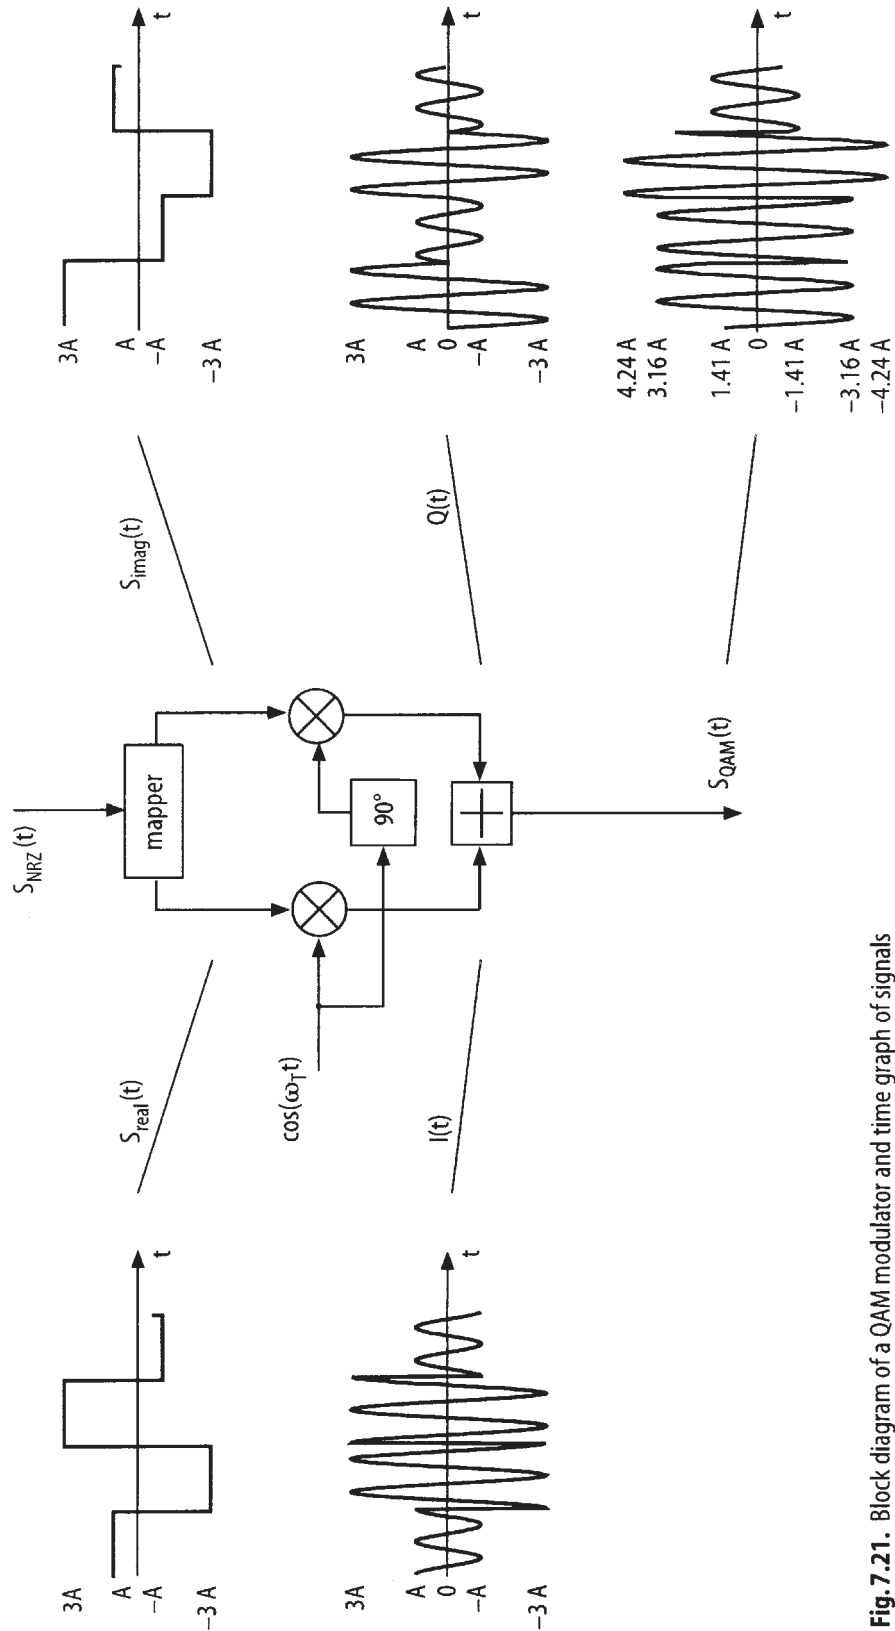 S_NRZ (t)
mapper
S_real(t)
S_imag(t)
3A
A
−A
−3 A
t
3A
A
−A
−3 A
t
cos(ω_T t)
90°
I(t)
Q(t)
3A
A
0
−A
−3 A
t
3A
A
0
−A
−3 A
t
S_QAM (t)
4.24 A
3.16 A
1.41 A
0
−1.41 A
−3.16 A
−4.24 A
t
Fig. 7.21. Block diagram of a QAM modulator and time graph of signals